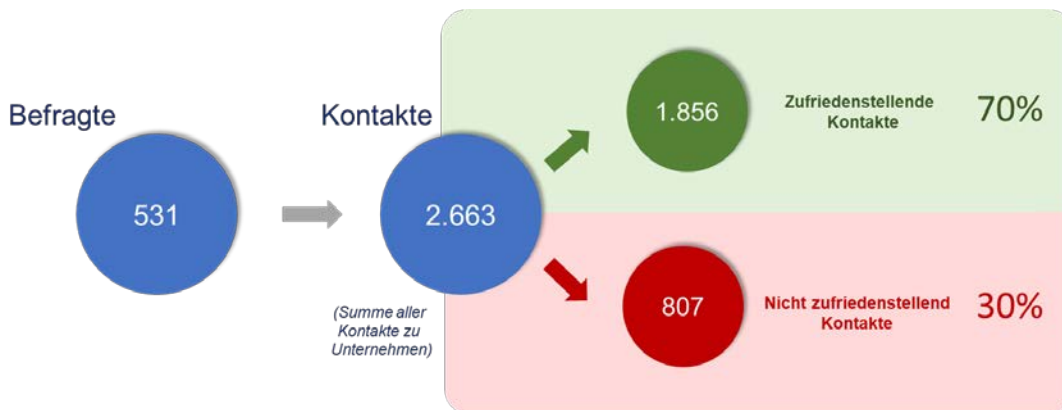 Befragte
531
Kontakte
2.663
(Summe aller
Kontakte zu
Unternehmen)
1.856
Zufriedenstellende
Kontakte
70%
807
Nicht zufriedenstellend
Kontakte
30%